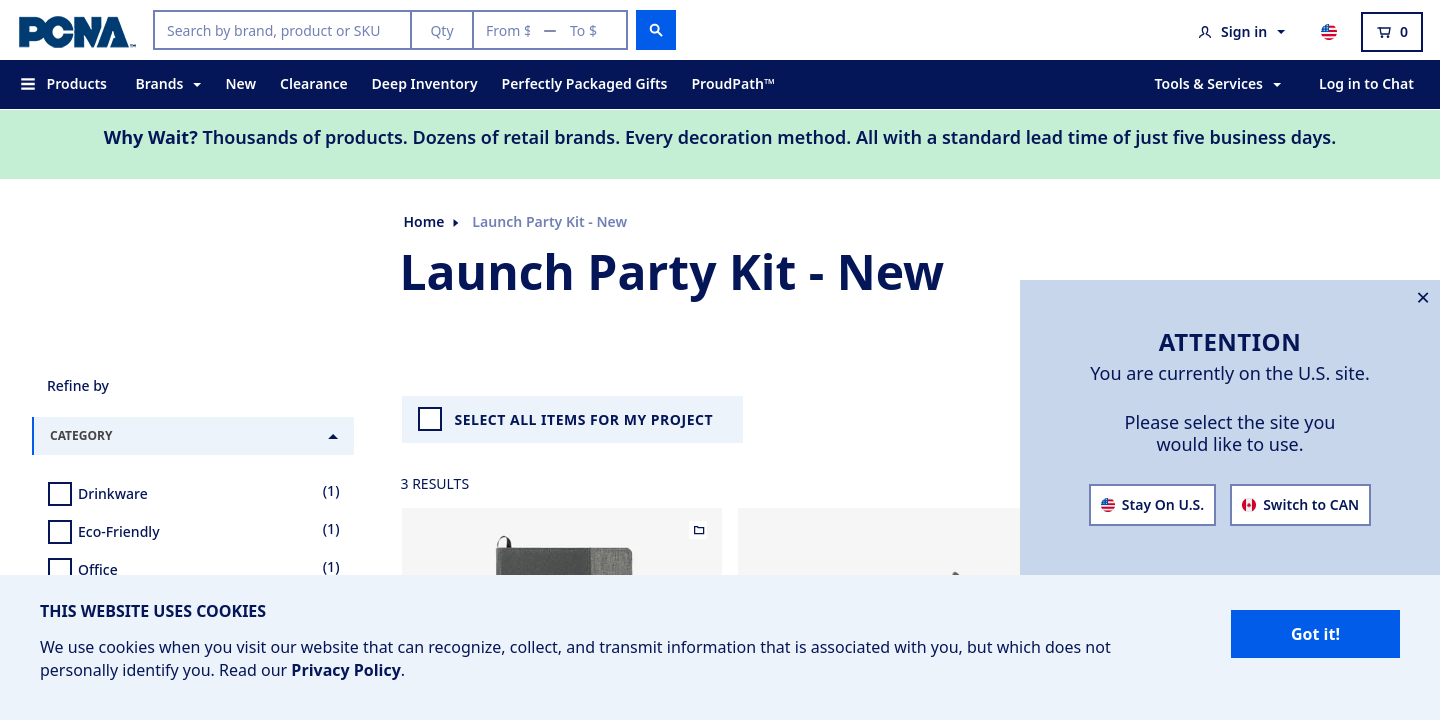 PCNA™
Search by brand, product or SKU
Qty
From $ — To $
Sign in
0
Products
Brands
New
Clearance
Deep Inventory
Perfectly Packaged Gifts
ProudPath™
Tools & Services
Log in to Chat
Why Wait? Thousands of products. Dozens of retail brands. Every decoration method. All with a standard lead time of just five business days.
Home
Launch Party Kit - New
Launch Party Kit - New
ATTENTION
You are currently on the U.S. site.
Please select the site you
would like to use.
Stay On U.S.
Switch to CAN
Refine by
CATEGORY
Drinkware (1)
Eco-Friendly (1)
Office (1)
SELECT ALL ITEMS FOR MY PROJECT
3 RESULTS
THIS WEBSITE USES COOKIES
We use cookies when you visit our website that can recognize, collect, and transmit information that is associated with you, but which does not
personally identify you. Read our Privacy Policy.
Got it!